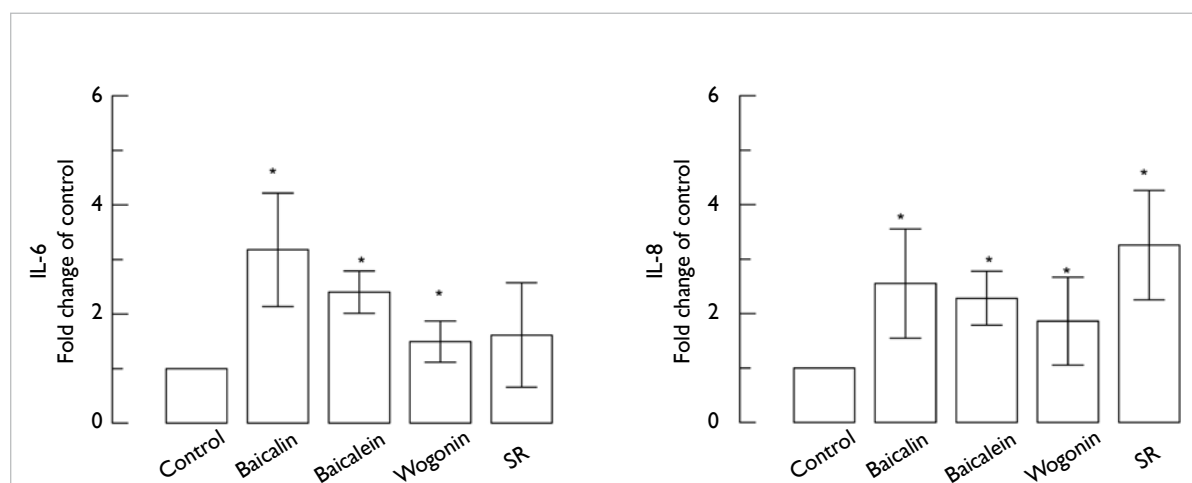 IL-6
Fold change of control
6
4
2
0
*
*
*
Control
Baicalin
Baicalein
Wogonin
SR
IL-8
Fold change of control
6
4
2
0
*
*
*
*
Control
Baicalin
Baicalein
Wogonin
SR